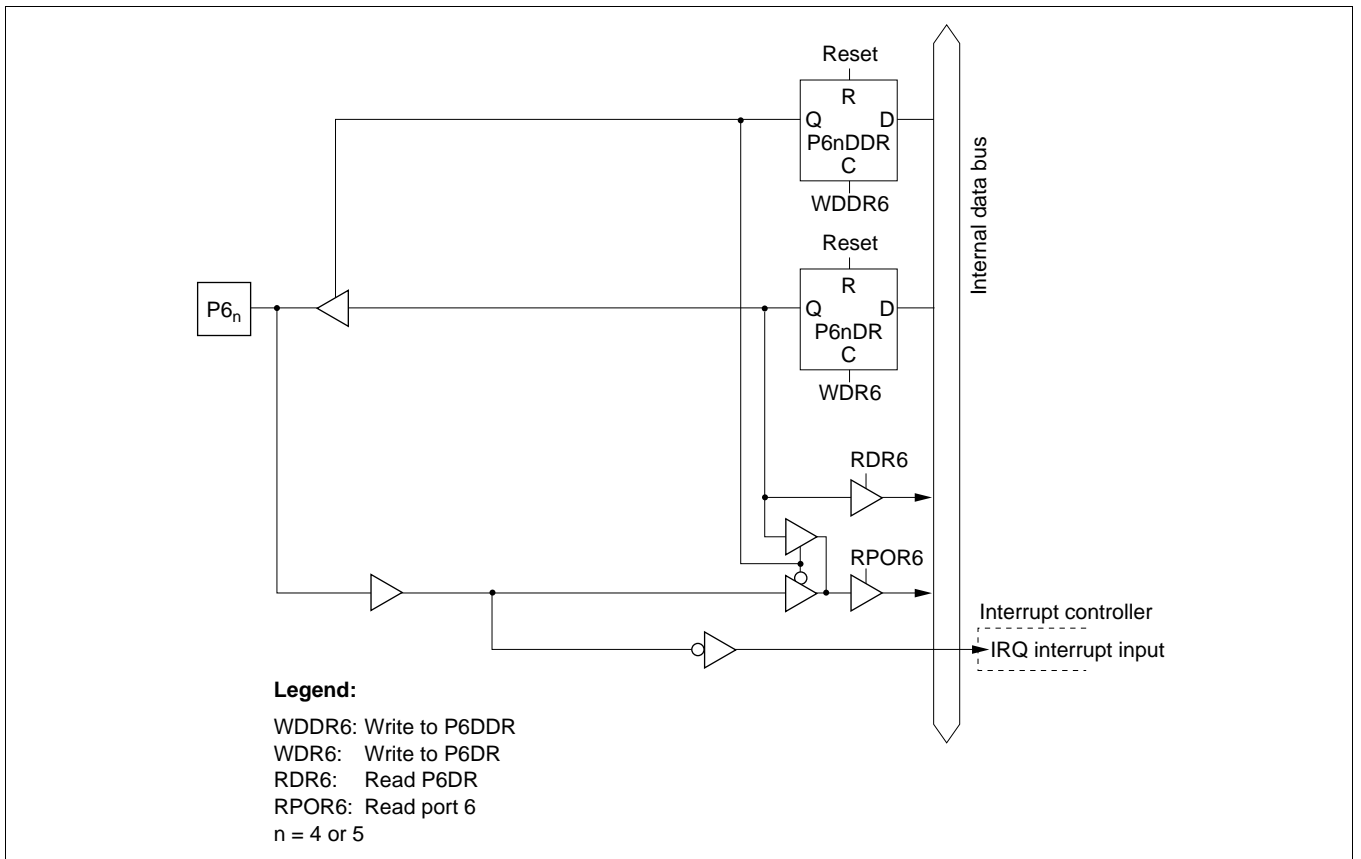 Reset
R
Q D
P6nDDR
C
WDDR6
Internal data bus
Reset
R
Q D
P6nDR
C
WDR6
P6n
RDR6
RPOR6
Interrupt controller
IRQ interrupt input
Legend:
WDDR6: Write to P6DDR
WDR6: Write to P6DR
RDR6: Read P6DR
RPOR6: Read port 6
n = 4 or 5